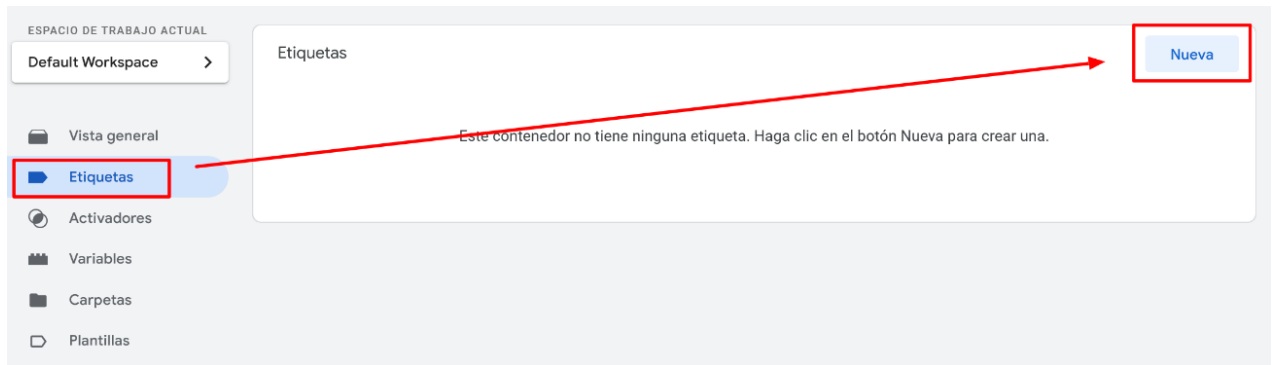 ESPACIO DE TRABAJO ACTUAL
Default Workspace
Vista general
Etiquetas
Activadores
Variables
Carpetas
Plantillas
Etiquetas
Nueva
Este contenedor no tiene ninguna etiqueta. Haga clic en el botón Nueva para crear una.